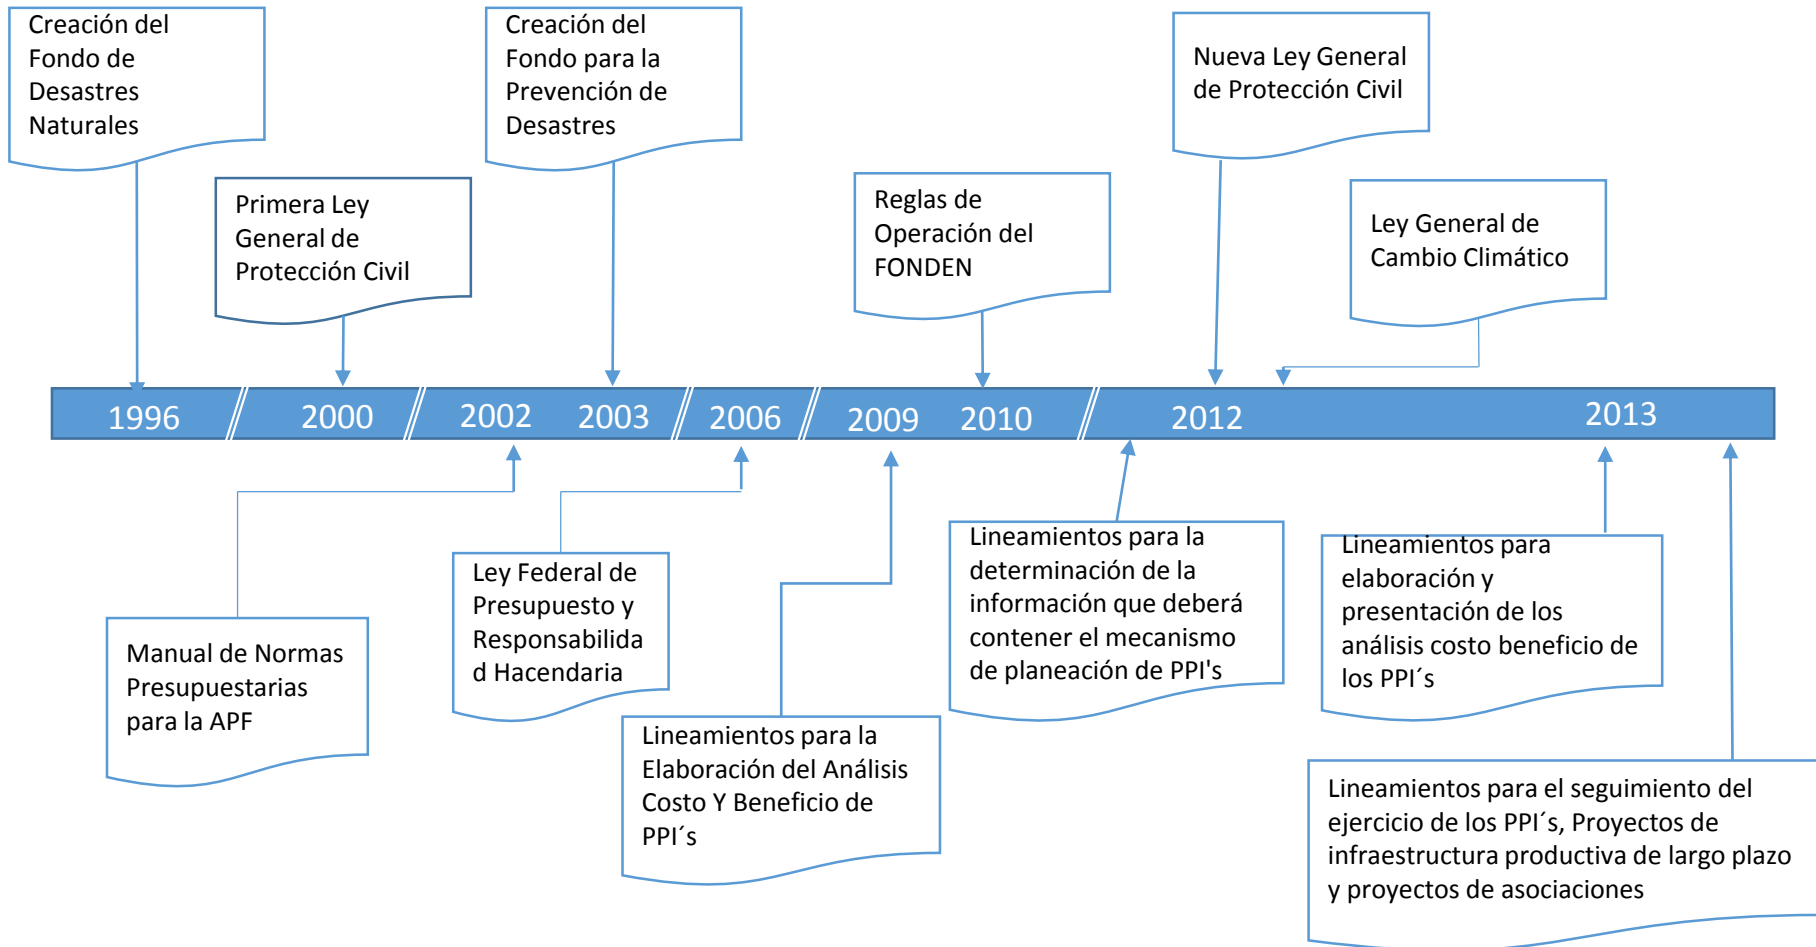 Creación del
Fondo de
Desastres
Naturales
Creación del
Fondo para la
Prevención de
Desastres
Nueva Ley General
de Protección Civil
Primera Ley
General de
Protección Civil
Reglas de
Operación del
FONDEN
Ley General de
Cambio Climático
1996
2000
2002
2003
2006
2009
2010
2012
2013
Manual de Normas
Presupuestarias
para la APF
Ley Federal de
Presupuesto y
Responsabilida
d Hacendaria
Lineamientos para la
Elaboración del Análisis
Costo Y Beneficio de
PPI´s
Lineamientos para la
determinación de la
información que deberá
contener el mecanismo
de planeación de PPI's
Lineamientos para
elaboración y
presentación de los
análisis costo beneficio de
los PPI´s
Lineamientos para el seguimiento del
ejercicio de los PPI´s, Proyectos de
infraestructura productiva de largo plazo
y proyectos de asociaciones